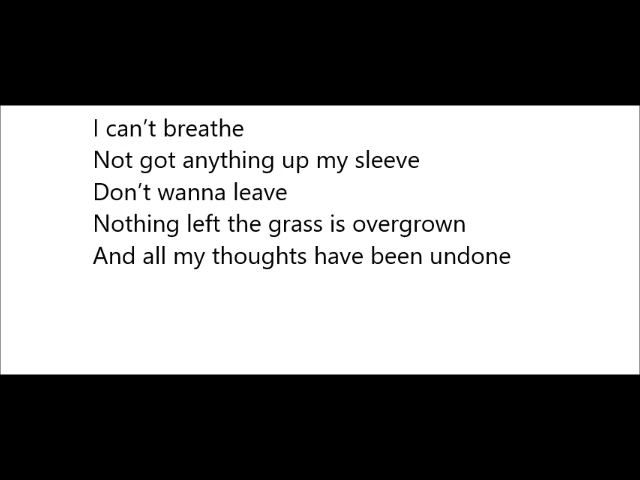 I can’t breathe
Not got anything up my sleeve
Don’t wanna leave
Nothing left the grass is overgrown
And all my thoughts have been undone